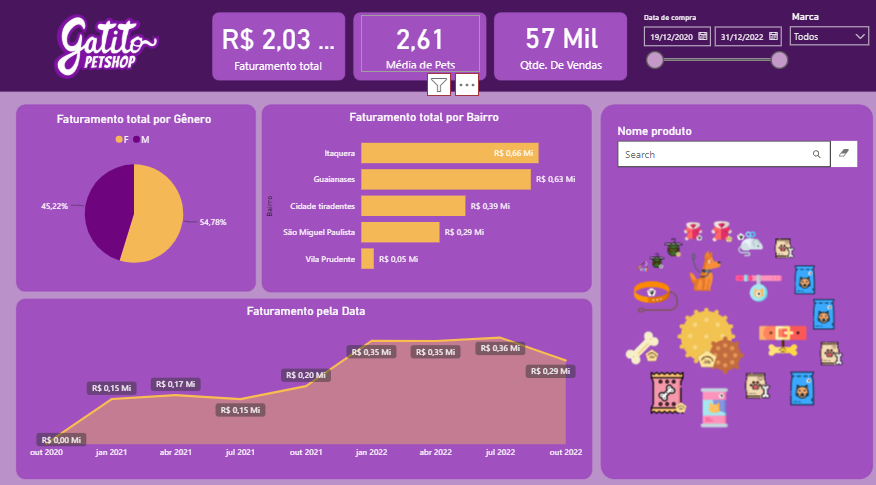 Gatito
PETSHOP
R$ 2,03 ...
Faturamento total
2,61
Média de Pets
57 Mil
Qtde. De Vendas
Data de compra
19/12/2020
31/12/2022
Marca
Todos
Faturamento total por Gênero
F M
45,22%
54,78%
Faturamento total por Bairro
Bairro
Itaquera
R$ 0,66 Mi
Guaianases
R$ 0,63 Mi
Cidade tiradentes
R$ 0,39 Mi
São Miguel Paulista
R$ 0,29 Mi
Vila Prudente
R$ 0,05 Mi
Nome produto
Search
Faturamento pela Data
R$ 0,00 Mi
R$ 0,15 Mi
R$ 0,17 Mi
R$ 0,15 Mi
R$ 0,20 Mi
R$ 0,35 Mi
R$ 0,35 Mi
R$ 0,36 Mi
R$ 0,29 Mi
out 2020 jan 2021 abr 2021 jul 2021 out 2021 jan 2022 abr 2022 jul 2022 out 2022